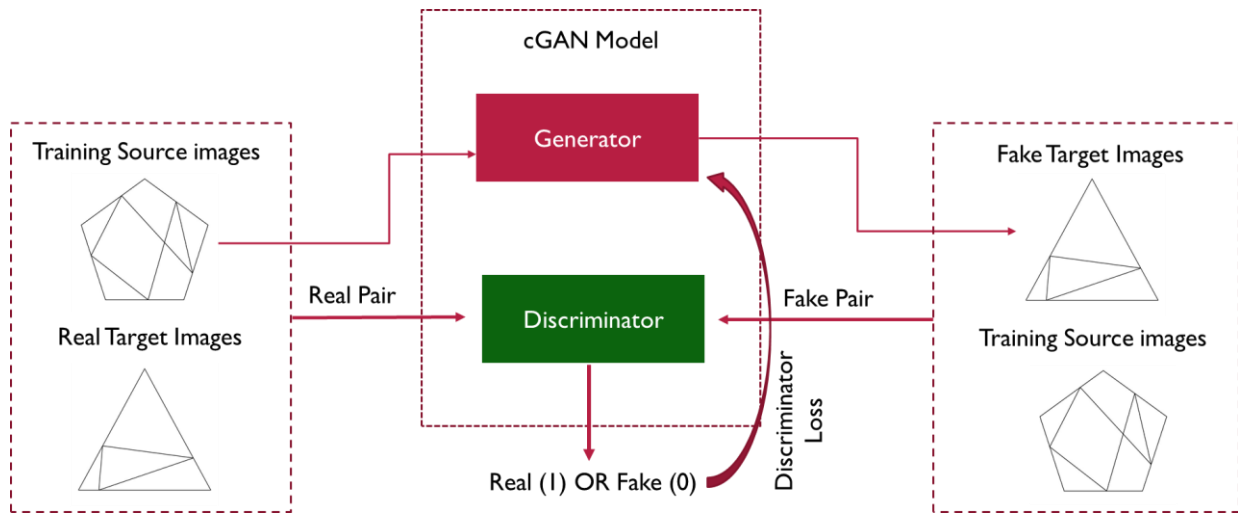 cGAN Model
Generator
Training Source images
Fake Target Images
Real Pair
Discriminator
Fake Pair
Real Target Images
Training Source images
Discriminator
Loss
Real (1) OR Fake (0)